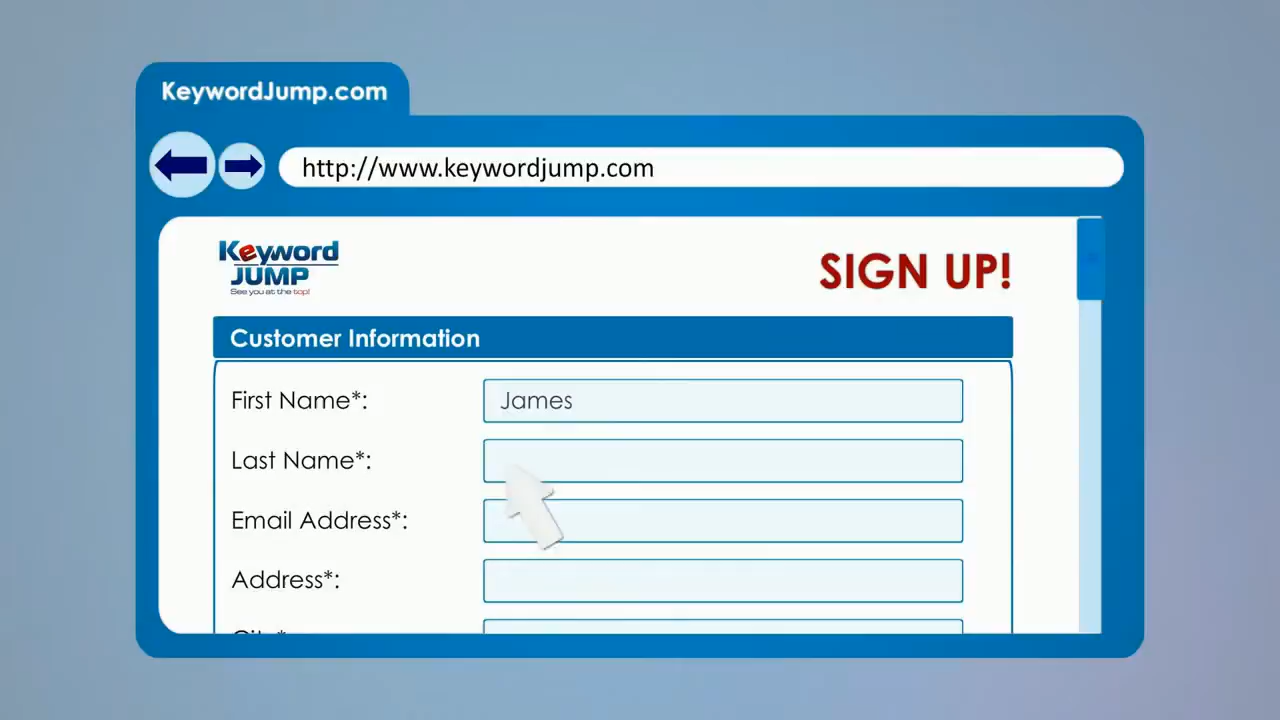 KeywordJump.com
http://www.keywordjump.com
Keyword
JUMP
See you at the top!
SIGN UP!
Customer Information
First Name*:
James
Last Name*:
Email Address*:
Address*: